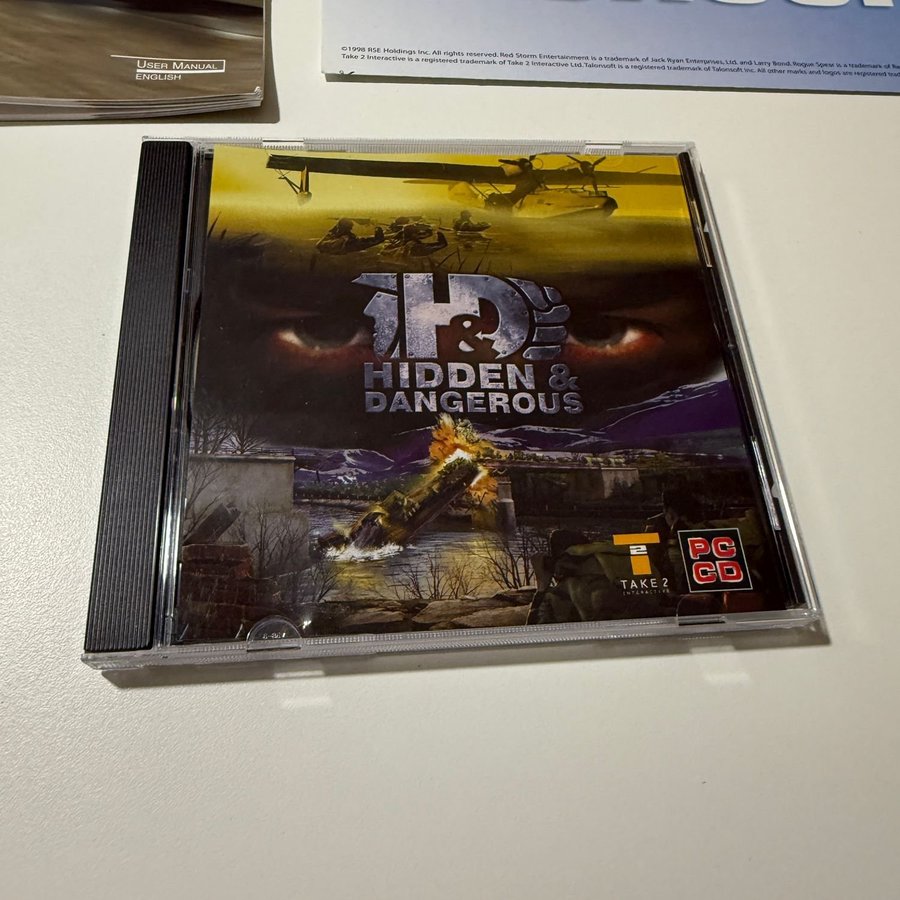 USER MANUAL
ENGLISH
©1998 RSE Holdings Inc. All rights reserved. Red Storm Entertainment is a trademark of Jack Ryan Enterprises, Ltd. and Larry Bond. Rogue Spear is a trademark of
Take 2 Interactive is a registered trademark of Take 2 Interactive Ltd. Talonsoft is a registered trademark of Talonsoft Inc. All other marks and logos are registered
H&D
HIDDEN &
DANGEROUS
T2
TAKE 2
INTERACTIVE
PC
CD